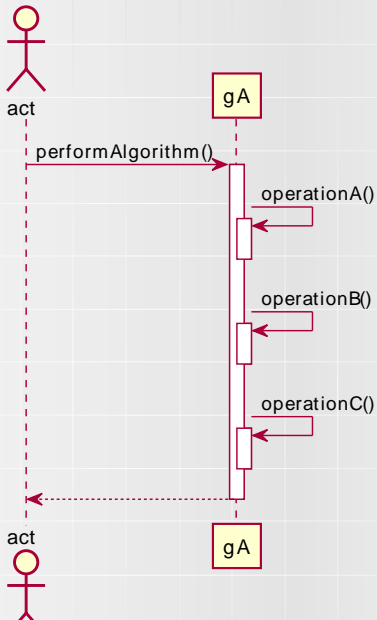 act
gA
performAlgorithm()
operationA()
operationB()
operationC()
act
gA